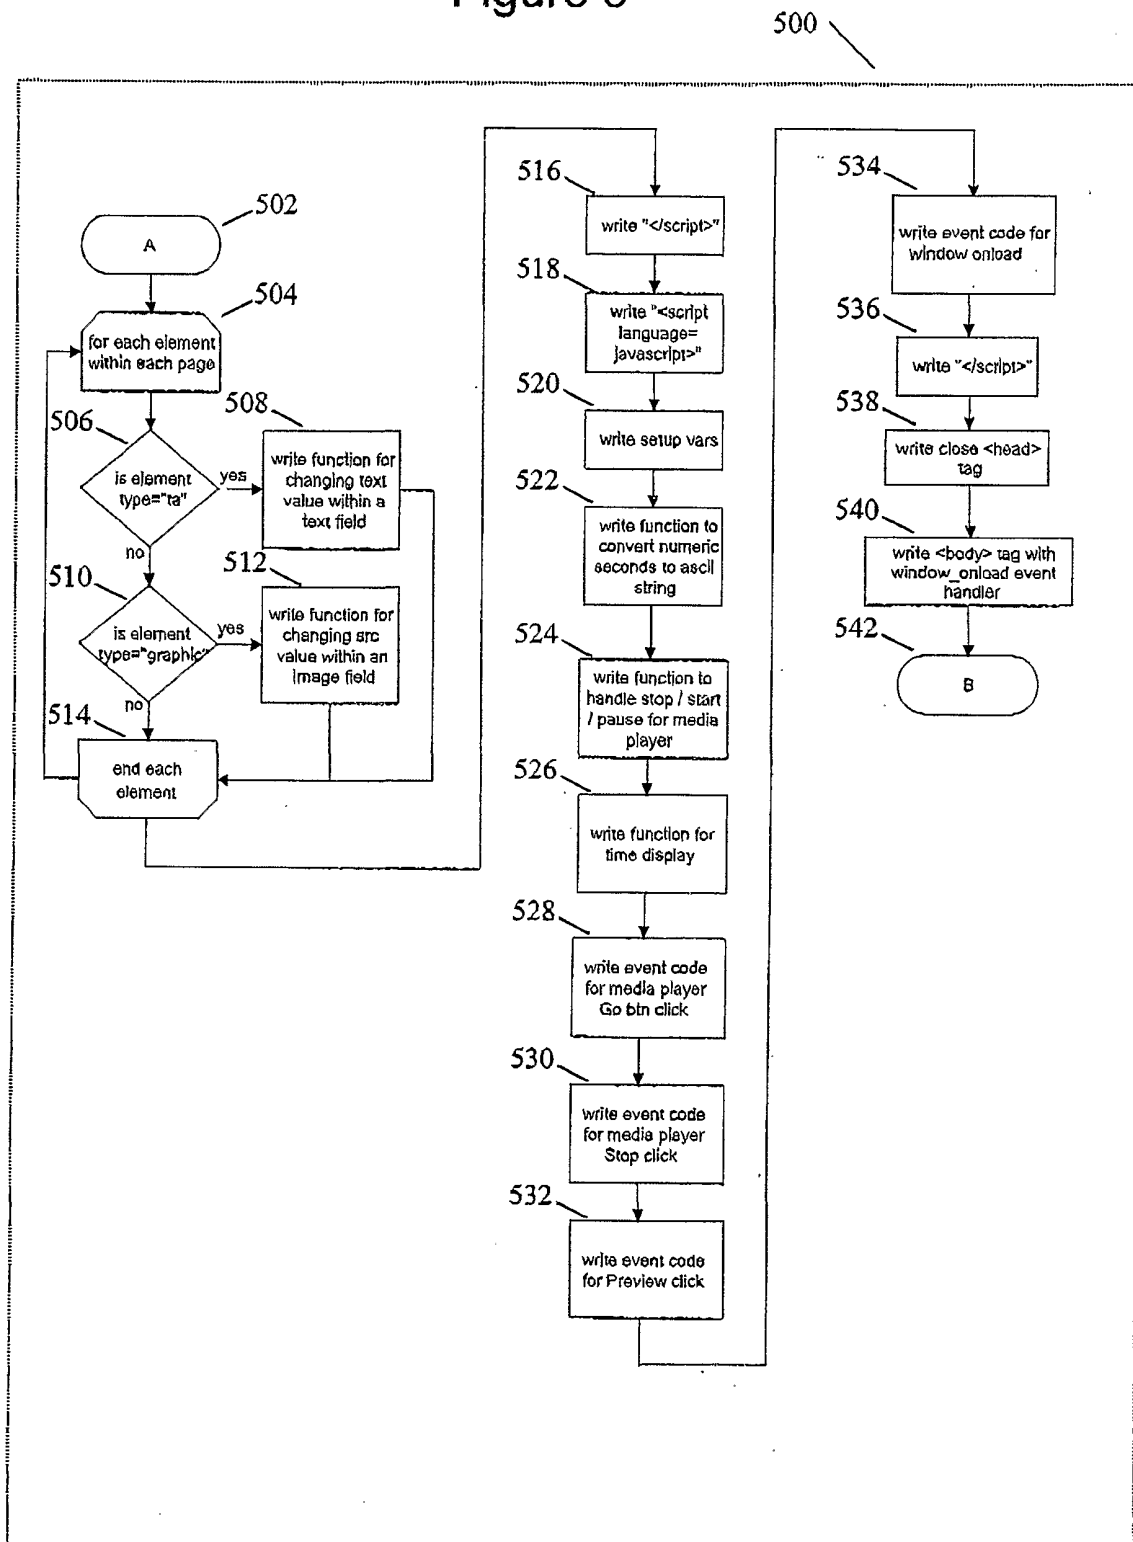 500
502
A
504
for each element
within each page
506
is element
type="ta"
yes
508
write function for
changing text
value within a
text field
no
510
is element
type="graphic"
yes
512
write function for
changing src
value within an
image field
no
514
end each
element
516
write "</script>"
518
write "<script
language=
javascript>"
520
write setup vars
522
write function to
convert numeric
seconds to ascii
string
524
write function to
handle stop / start
/ pause for media
player
526
write function for
time display
528
write event code
for media player
Go btn click
530
write event code
for media player
Stop click
532
write event code
for Preview click
534
write event code for
window onload
536
write "</script>"
538
write close <head>
tag
540
write <body> tag with
window_onload event
handler
542
B